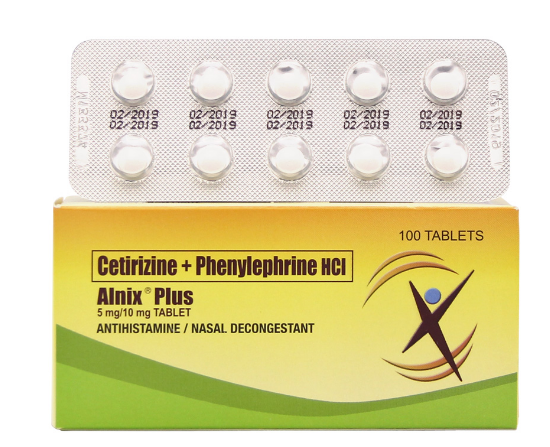 02/2019 02/2019 02/2019 02/2019 02/2019
02/2019 02/2019 02/2019 02/2019 02/2019
100 TABLETS
Cetirizine + Phenylephrine HCl
Alnix® Plus
5 mg/10 mg TABLET
ANTIHISTAMINE / NASAL DECONGESTANT